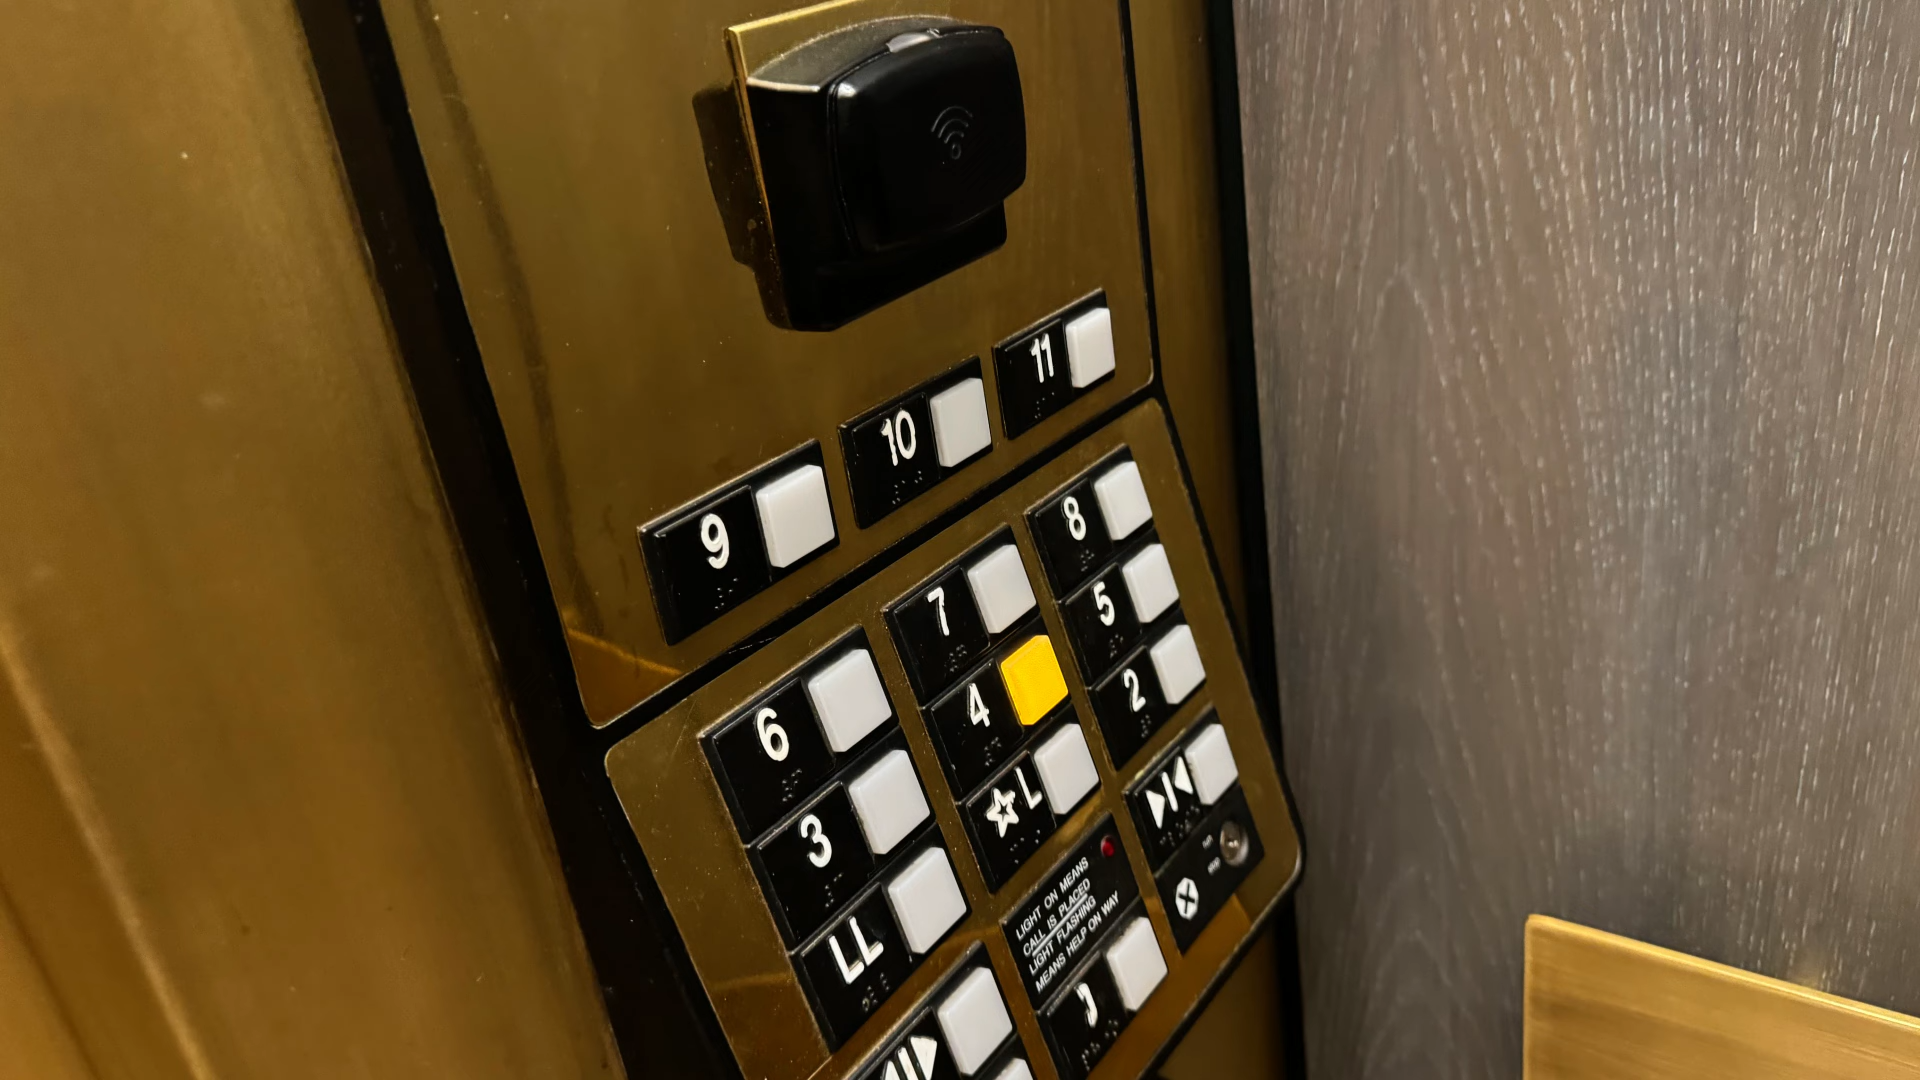 11
10
9
8
7
5
6
4
2
3
☆L
LL
LIGHT ON MEANS
CALL IS PLACED
LIGHT FLASHING
MEANS HELP ON WAY